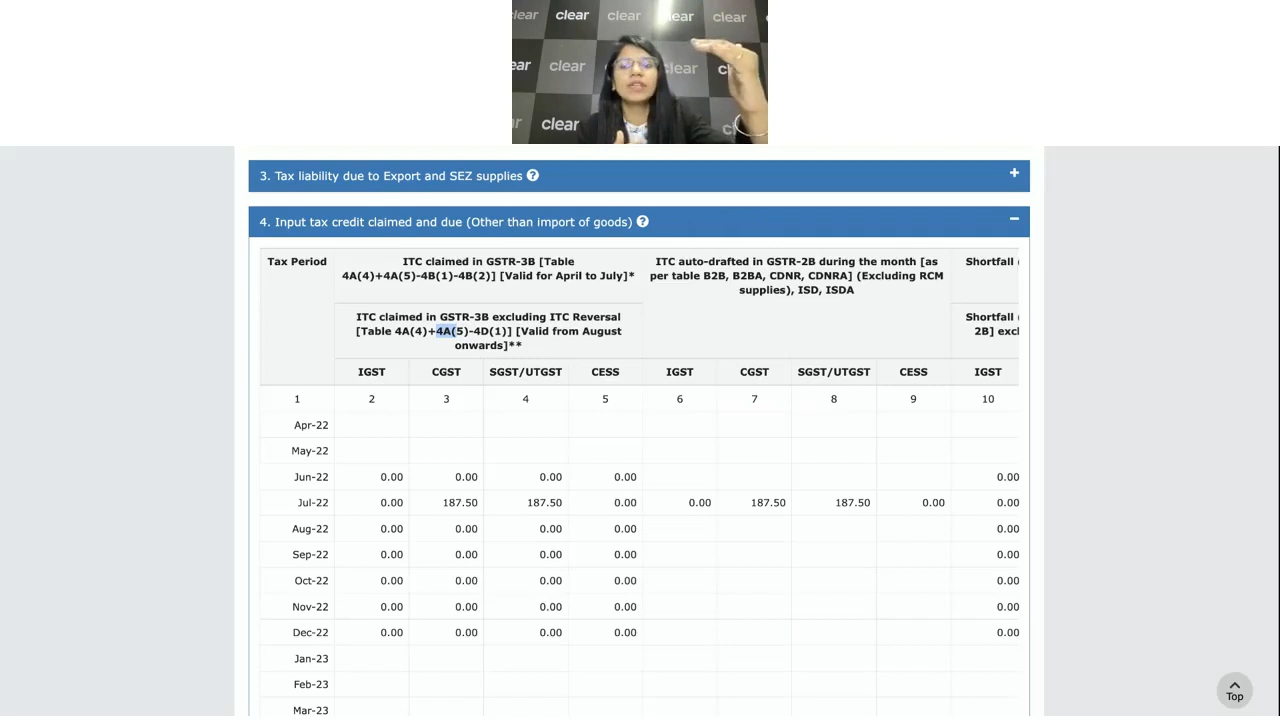 clear clear clear clear clear
ear clear clear cl
clear cl
3. Tax liability due to Export and SEZ supplies ?
4. Input tax credit claimed and due (Other than import of goods) ?
Tax Period
ITC claimed in GSTR-3B [Table
4A(4)+4A(5)-4B(1)-4B(2)] [Valid for April to July]*
ITC auto-drafted in GSTR-2B during the month [as
per table B2B, B2BA, CDNR, CDNRA] (Excluding RCM
supplies), ISD, ISDA
Shortfall (
ITC claimed in GSTR-3B excluding ITC Reversal
[Table 4A(4)+4A(5)-4D(1)] [Valid from August
onwards]**
Shortfall (
2B] excl
IGST CGST SGST/UTGST CESS IGST CGST SGST/UTGST CESS IGST
1 2 3 4 5 6 7 8 9 10
Apr-22
May-22
Jun-22 0.00 0.00 0.00 0.00 0.00
Jul-22 0.00 187.50 187.50 0.00 0.00 187.50 187.50 0.00 0.00
Aug-22 0.00 0.00 0.00 0.00 0.00
Sep-22 0.00 0.00 0.00 0.00 0.00
Oct-22 0.00 0.00 0.00 0.00 0.00
Nov-22 0.00 0.00 0.00 0.00 0.00
Dec-22 0.00 0.00 0.00 0.00 0.00
Jan-23
Feb-23
Mar-23
Top